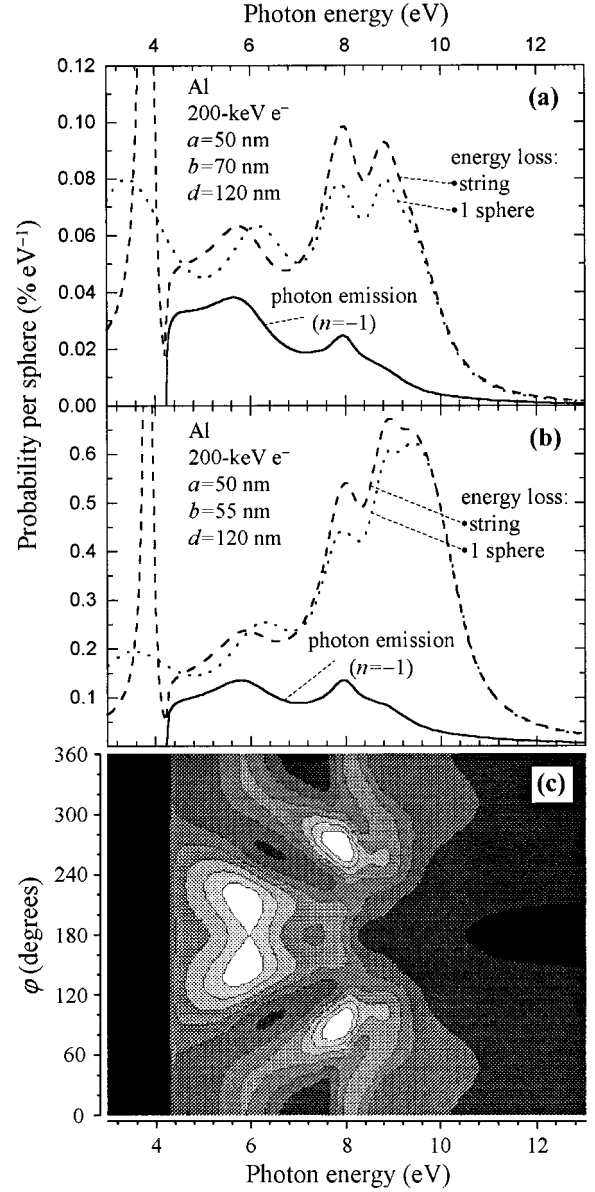 Photon energy (eV)
4 6 8 10 12
0.12
0.10
0.08
0.06
0.04
0.02
0.00
Probability per sphere (% eV⁻¹)
Al
200-keV e⁻
a=50 nm
b=70 nm
d=120 nm
(a)
energy loss:
string
1 sphere
photon emission
(n=−1)
0.6
0.5
0.4
0.3
0.2
0.1
Al
200-keV e⁻
a=50 nm
b=55 nm
d=120 nm
(b)
energy loss:
string
1 sphere
photon emission
(n=−1)
360
300
240
180
120
60
0
φ (degrees)
(c)
4 6 8 10 12
Photon energy (eV)